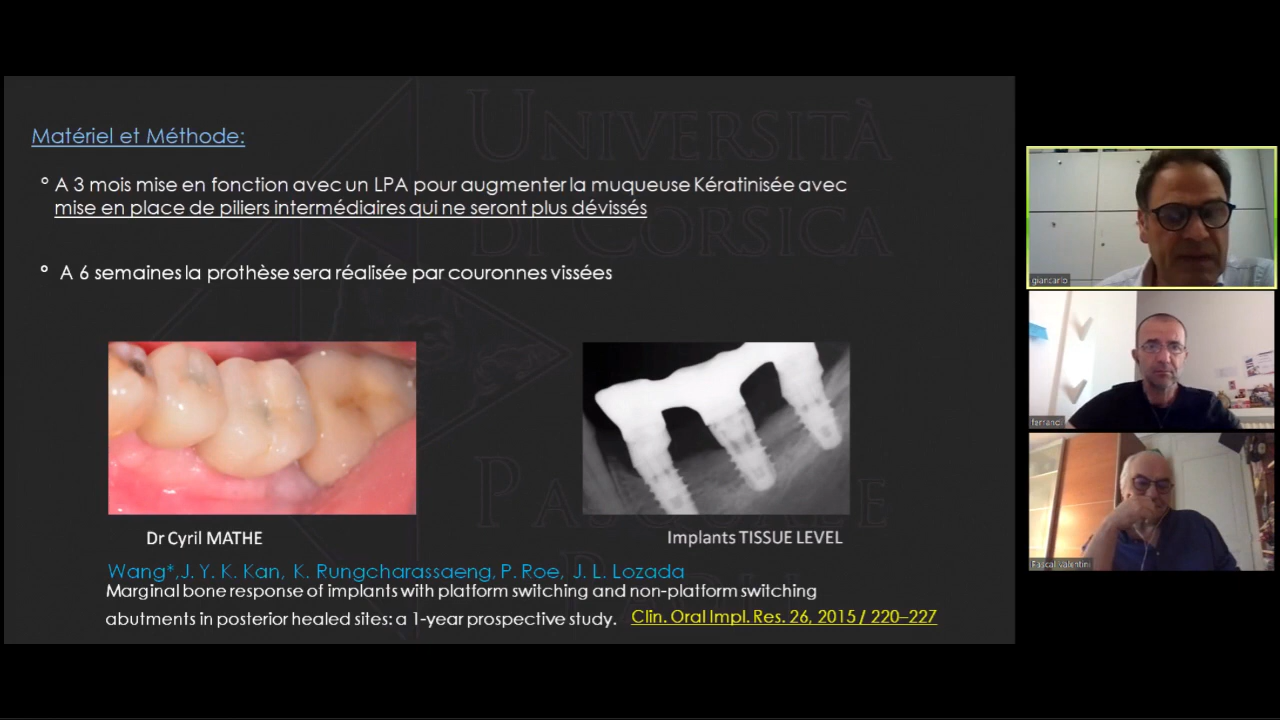 UNIVERSITÀ
DI CORSICA
PASQUALE
PAOLI
Matériel et Méthode:
° A 3 mois mise en fonction avec un LPA pour augmenter la muqueuse Kératinisée avec
mise en place de piliers intermédiaires qui ne seront plus dévissés
° A 6 semaines la prothèse sera réalisée par couronnes vissées
Dr Cyril MATHE
Implants TISSUE LEVEL
Wang*,J. Y. K. Kan, K. Rungcharassaeng, P. Roe, J. L. Lozada
Marginal bone response of implants with platform switching and non-platform switching
abutments in posterior healed sites: a 1-year prospective study. Clin. Oral Impl. Res. 26, 2015 / 220–227
giancarlo
ferrand
Pascal Valentini